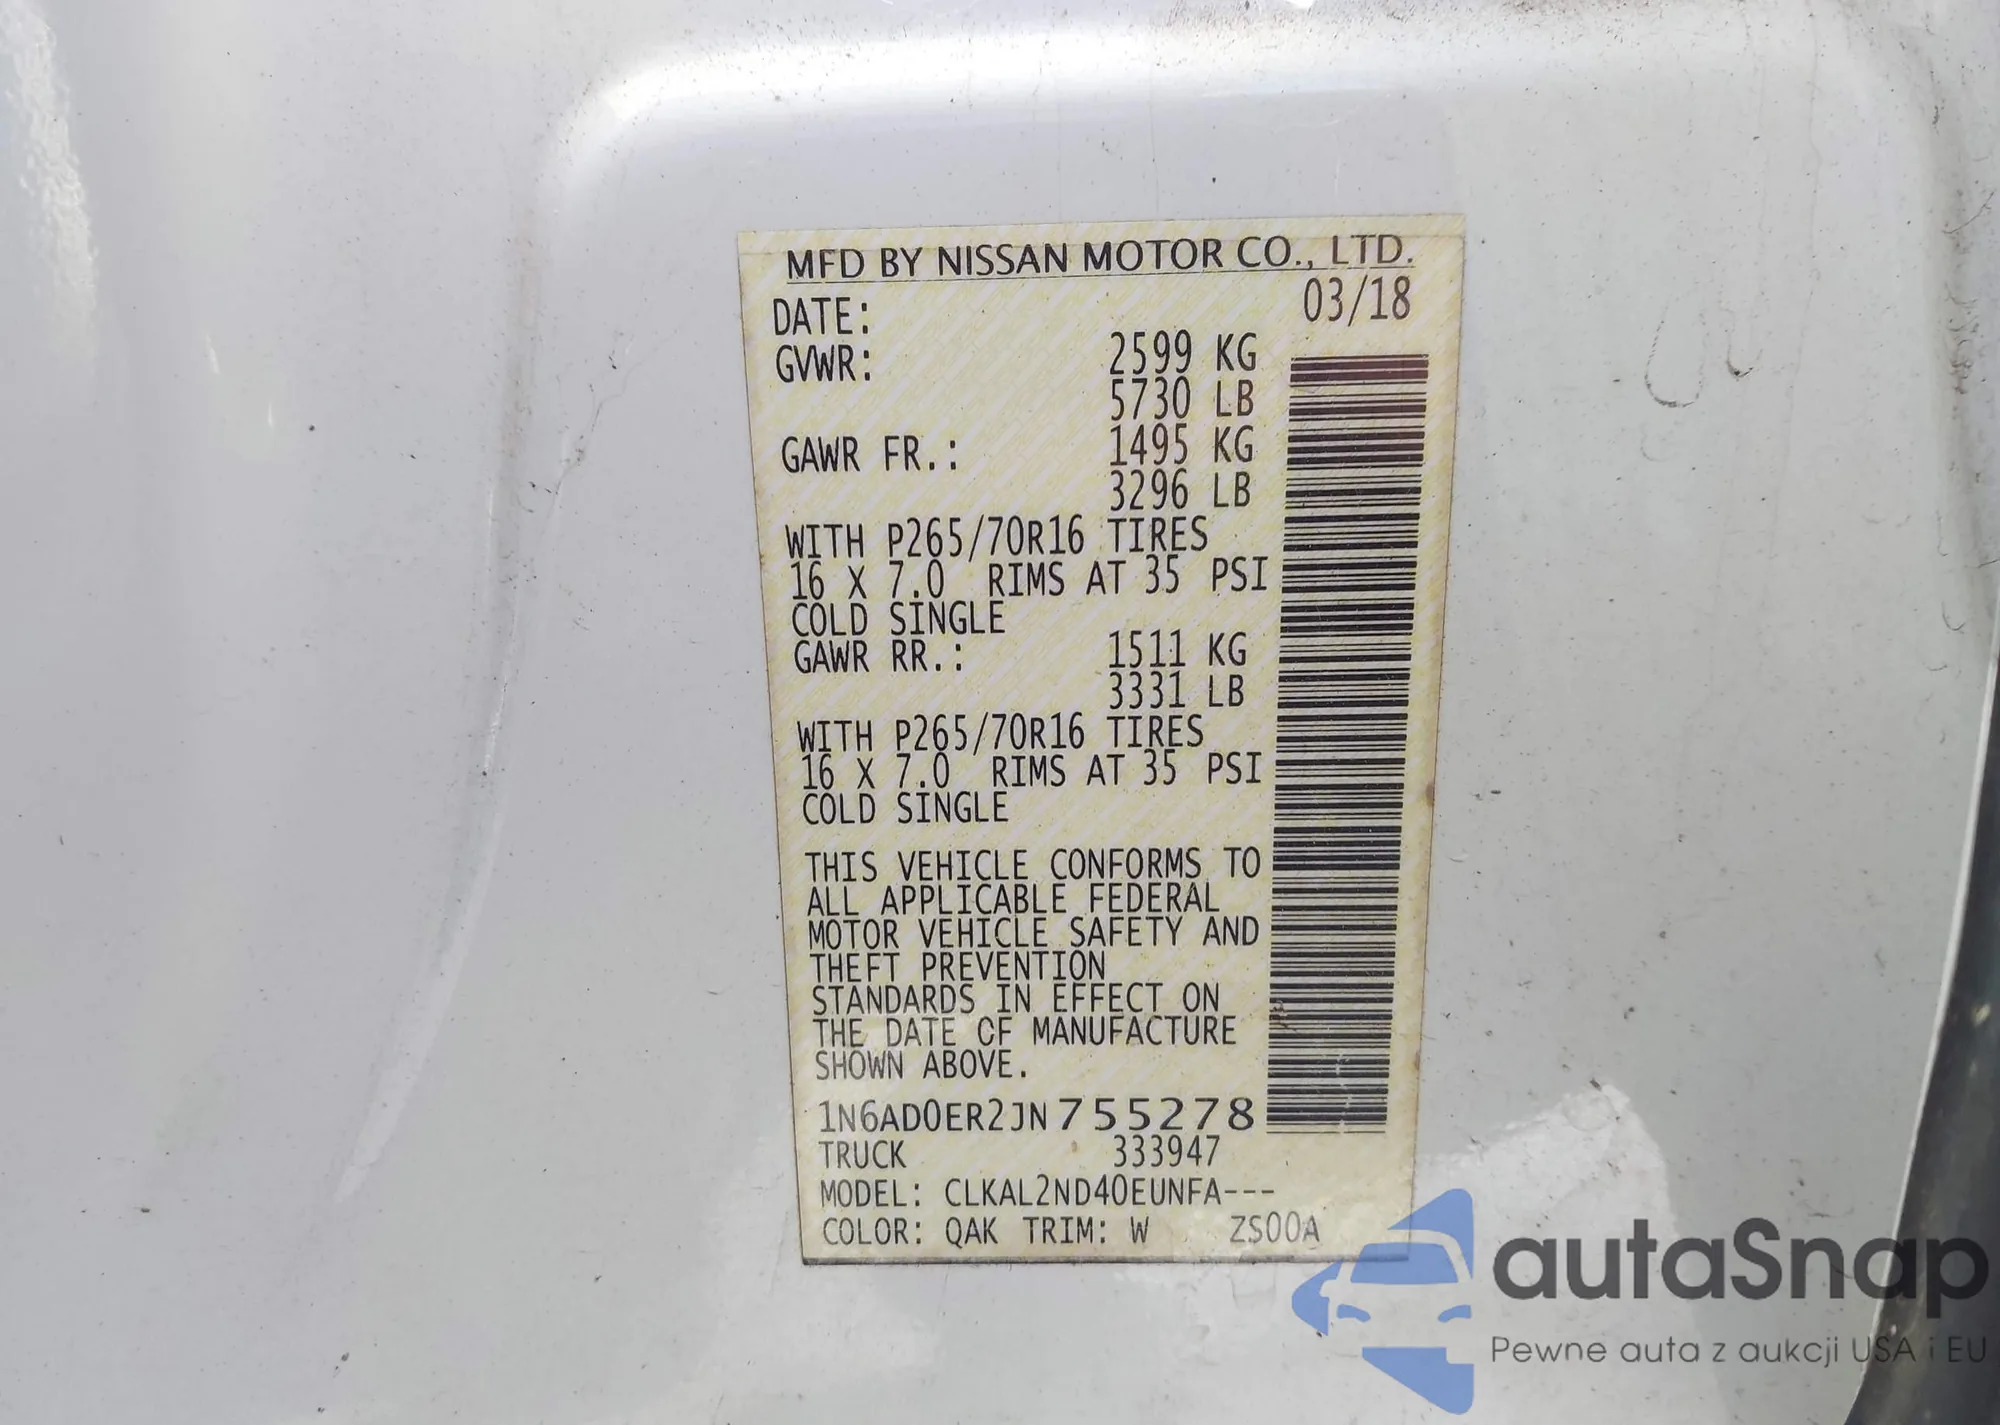 MFD BY NISSAN MOTOR CO., LTD.
DATE: 03/18
GVWR: 2599 KG
5730 LB
GAWR FR.: 1495 KG
3296 LB
WITH P265/70R16 TIRES
16 X 7.0 RIMS AT 35 PSI
COLD SINGLE
GAWR RR.: 1511 KG
3331 LB
WITH P265/70R16 TIRES
16 X 7.0 RIMS AT 35 PSI
COLD SINGLE
THIS VEHICLE CONFORMS TO
ALL APPLICABLE FEDERAL
MOTOR VEHICLE SAFETY AND
THEFT PREVENTION
STANDARDS IN EFFECT ON
THE DATE OF MANUFACTURE
SHOWN ABOVE.
1N6AD0ER2JN755278
TRUCK 333947
MODEL: CLKAL2ND40EUNFA---
COLOR: QAK TRIM: W ZS00A
autaSnap
Pewne auta z aukcji USA i EU